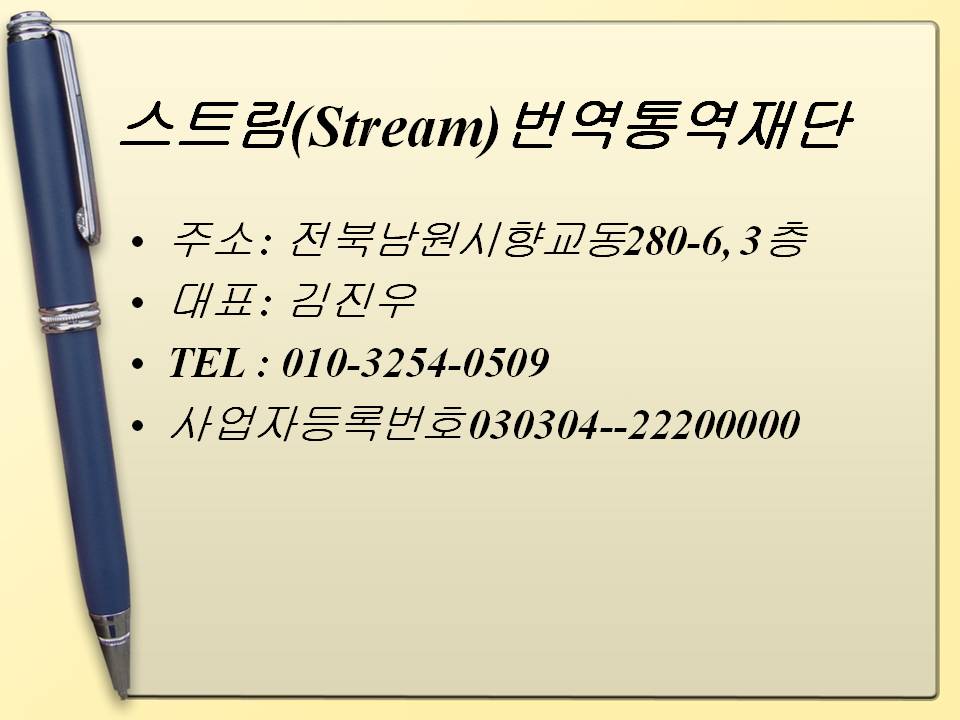 스트림(Stream)번역통역재단
• 주소: 전북남원시향교동280-6, 3층
• 대표: 김진우
• TEL : 010-3254-0509
• 사업자등록번호030304--22200000